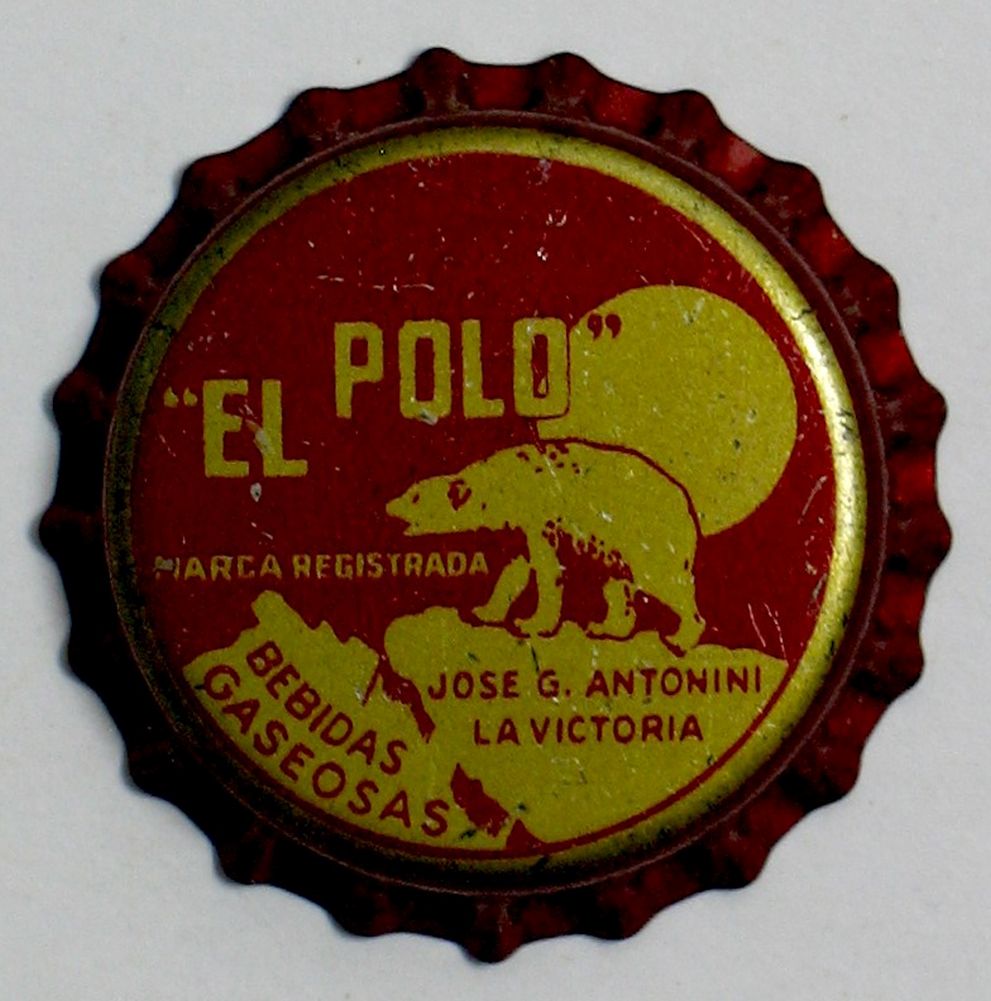 “EL POLO”
MARCA REGISTRADA
BEBIDAS
GASEOSAS
JOSE G. ANTONINI
LA VICTORIA